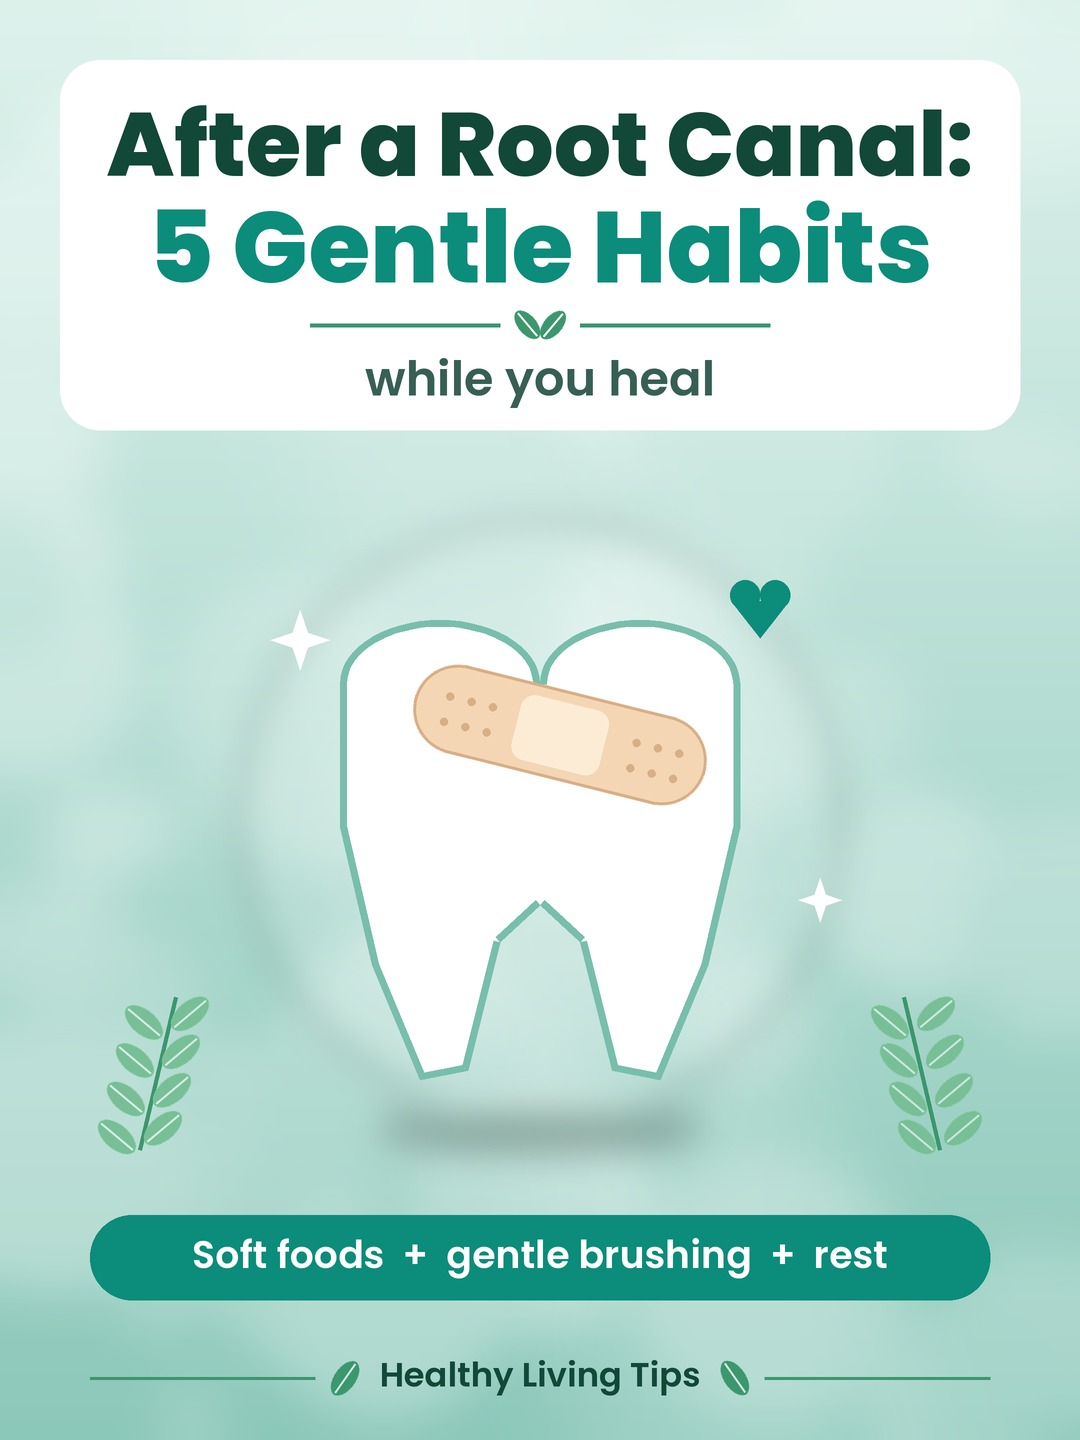 After a Root Canal:
5 Gentle Habits
while you heal
Soft foods + gentle brushing + rest
Healthy Living Tips